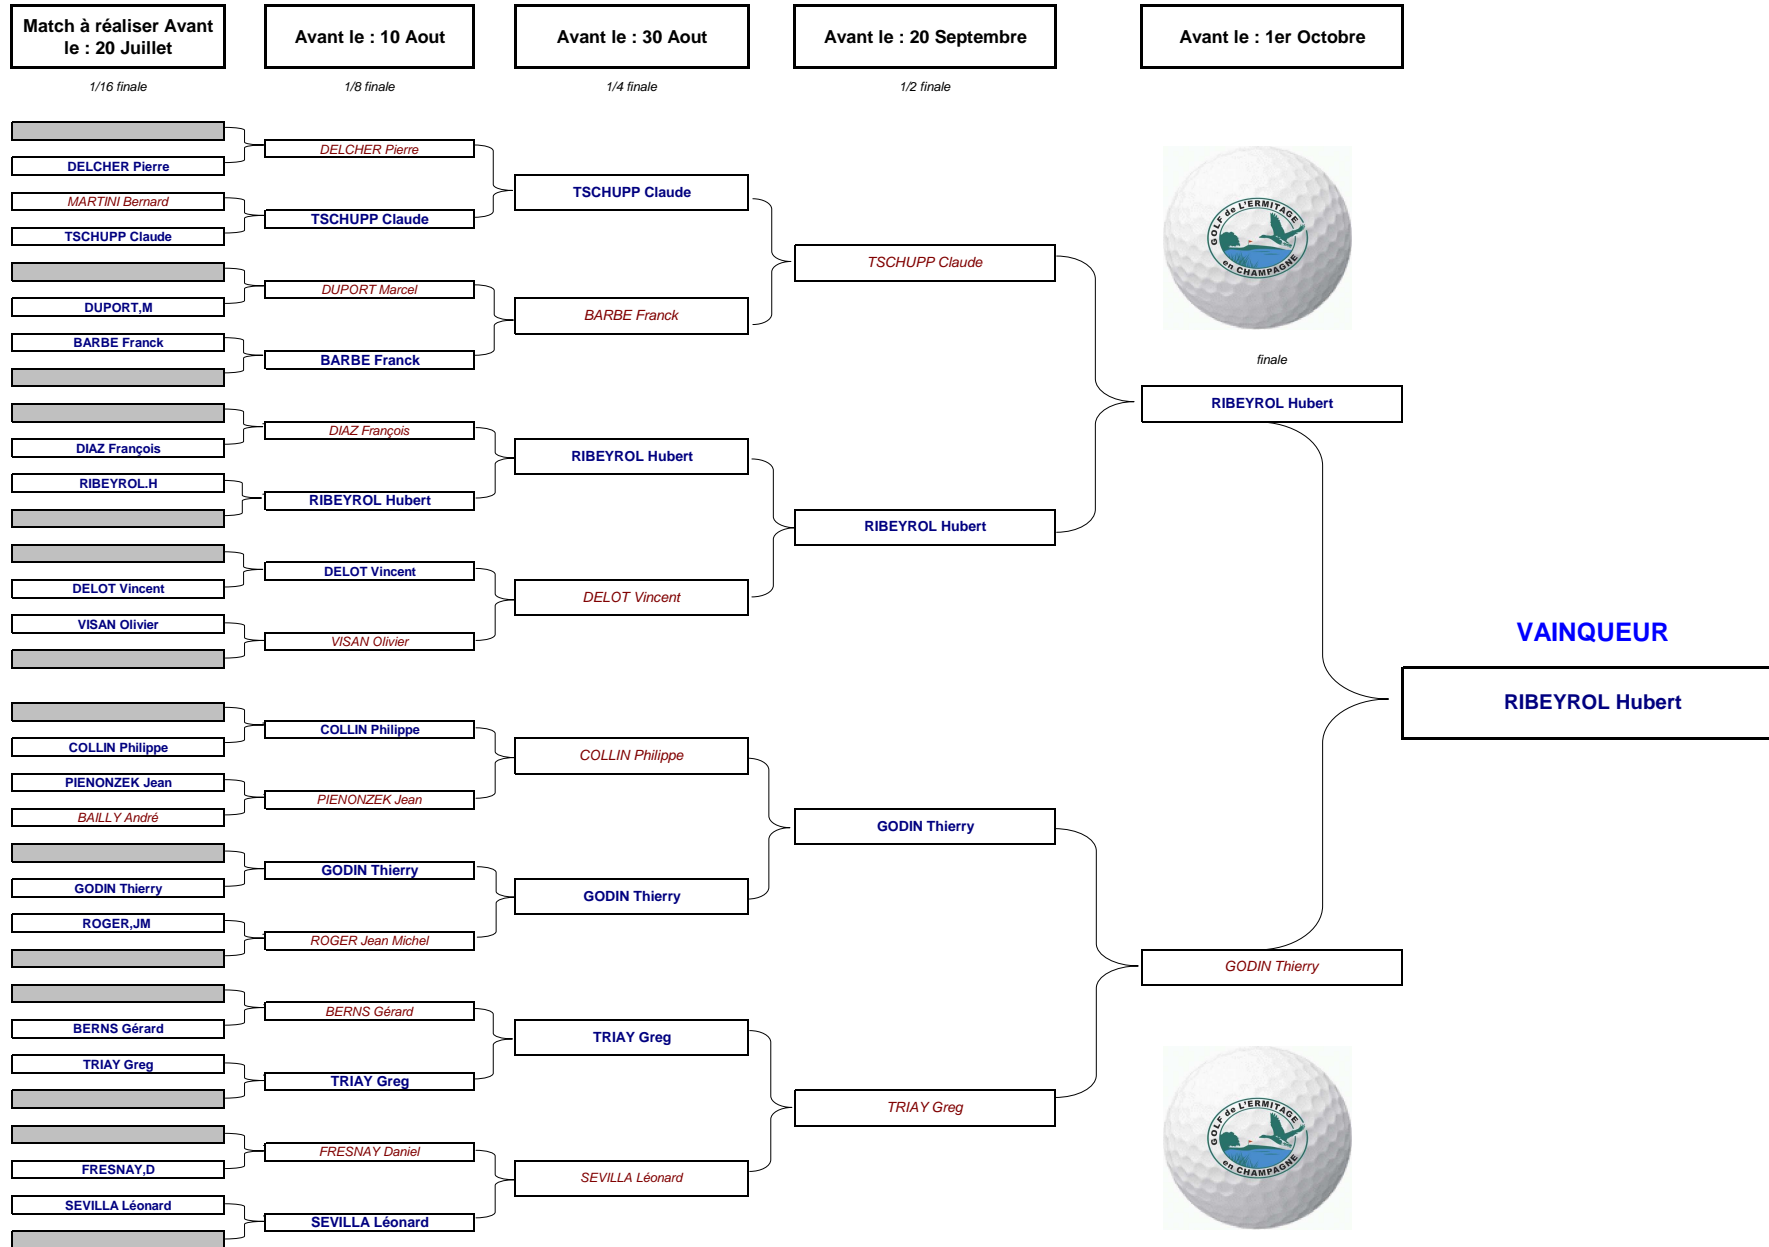 Match à réaliser Avant
le : 20 Juillet
Avant le : 10 Aout
Avant le : 30 Aout
Avant le : 20 Septembre
Avant le : 1er Octobre
1/16 finale
1/8 finale
1/4 finale
1/2 finale
DELCHER Pierre
MARTINI Bernard
TSCHUPP Claude
DUPORT,M
BARBE Franck
DIAZ François
RIBEYROL.H
DELOT Vincent
VISAN Olivier
COLLIN Philippe
PIENONZEK Jean
BAILLY André
GODIN Thierry
ROGER,JM
BERNS Gérard
TRIAY Greg
FRESNAY,D
SEVILLA Léonard
DELCHER Pierre
TSCHUPP Claude
DUPORT Marcel
BARBE Franck
DIAZ François
RIBEYROL Hubert
DELOT Vincent
VISAN Olivier
COLLIN Philippe
PIENONZEK Jean
GODIN Thierry
ROGER Jean Michel
BERNS Gérard
TRIAY Greg
FRESNAY Daniel
SEVILLA Léonard
TSCHUPP Claude
BARBE Franck
RIBEYROL Hubert
DELOT Vincent
COLLIN Philippe
GODIN Thierry
TRIAY Greg
SEVILLA Léonard
TSCHUPP Claude
RIBEYROL Hubert
GODIN Thierry
TRIAY Greg
GOLF de L'ERMITAGE
en CHAMPAGNE
finale
RIBEYROL Hubert
GODIN Thierry
GOLF de L'ERMITAGE
en CHAMPAGNE
VAINQUEUR
RIBEYROL Hubert